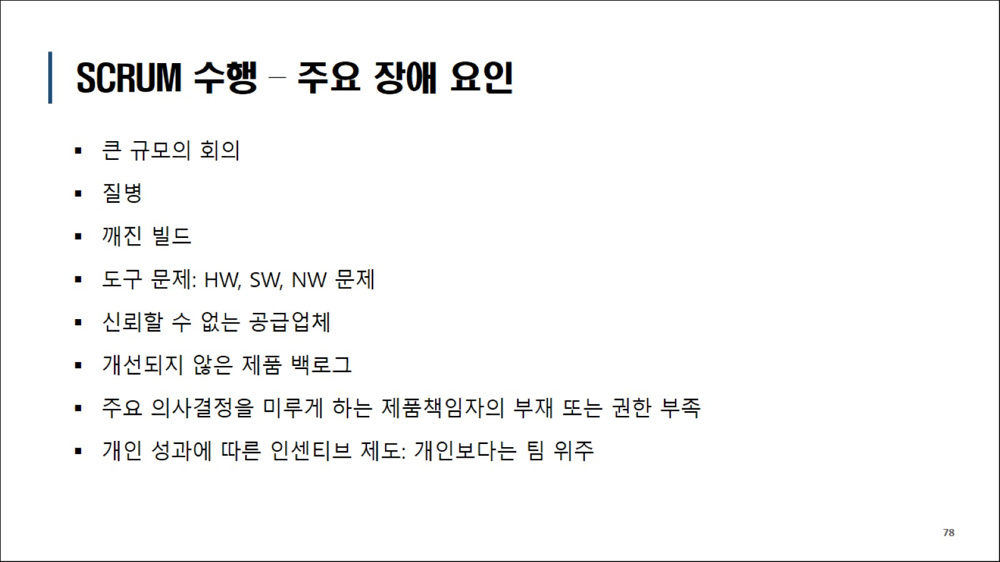 SCRUM 수행 – 주요 장애 요인
▪ 큰 규모의 회의
▪ 질병
▪ 깨진 빌드
▪ 도구 문제: HW, SW, NW 문제
▪ 신뢰할 수 없는 공급업체
▪ 개선되지 않은 제품 백로그
▪ 주요 의사결정을 미루게 하는 제품책임자의 부재 또는 권한 부족
▪ 개인 성과에 따른 인센티브 제도: 개인보다는 팀 위주
78